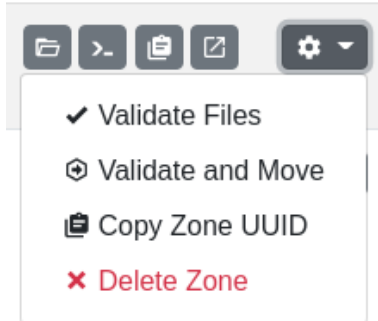 Validate Files
Validate and Move
Copy Zone UUID
Delete Zone